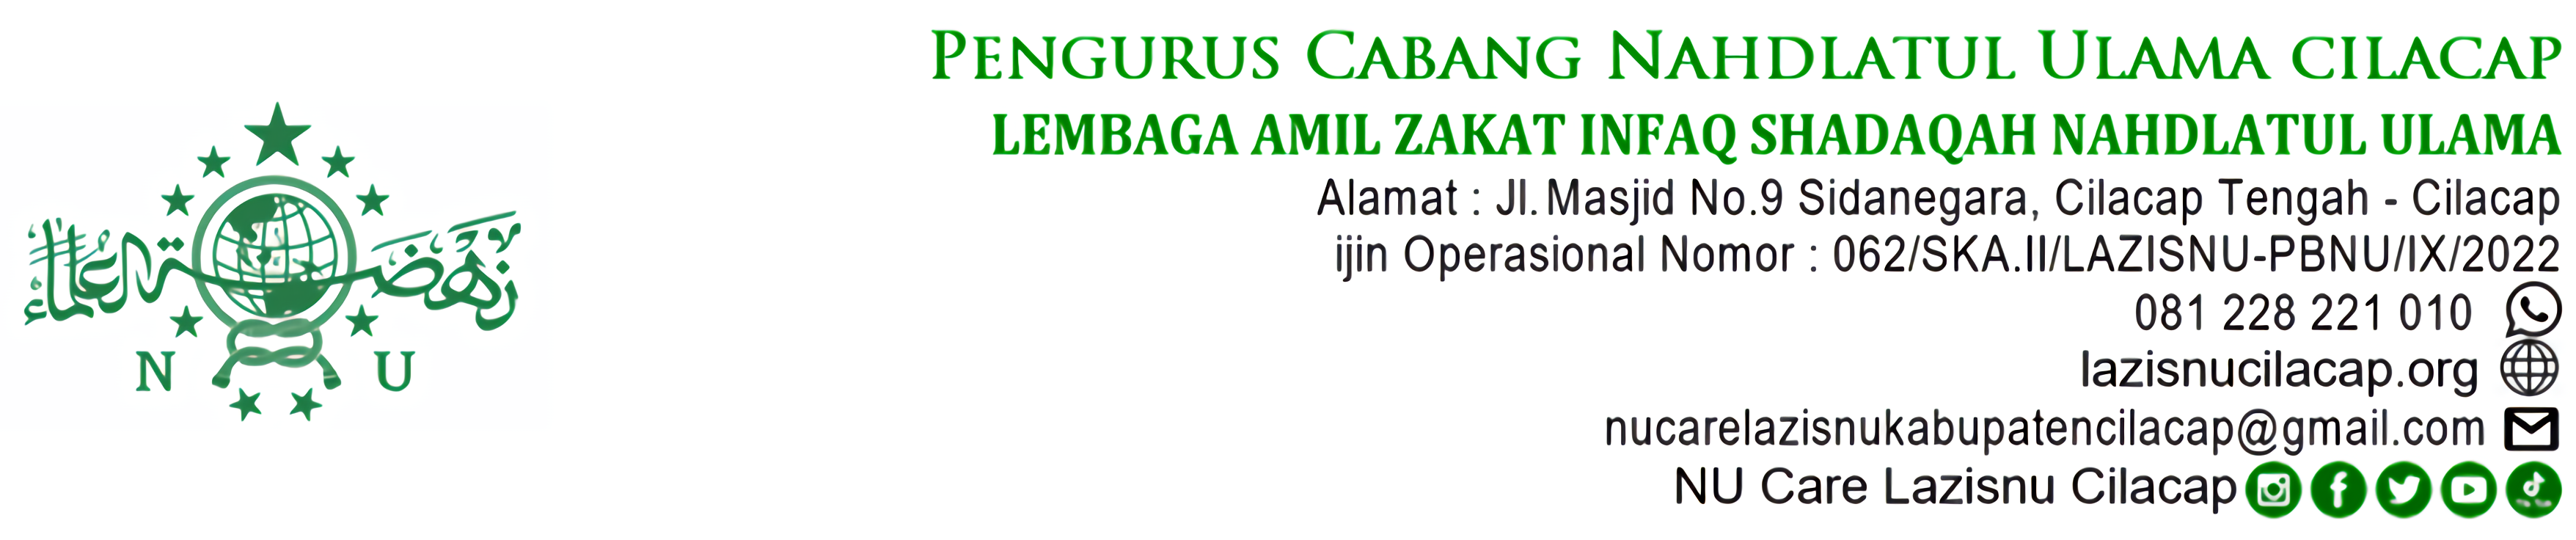 PENGURUS CABANG NAHDLATUL ULAMA CILACAP
LEMBAGA AMIL ZAKAT INFAQ SHADAQAH NAHDLATUL ULAMA
Alamat : Jl. Masjid No.9 Sidanegara, Cilacap Tengah - Cilacap
ijin Operasional Nomor : 062/SKA.II/LAZISNU-PBNU/IX/2022
081 228 221 010
lazisnucilacap.org
nucarelazisnukabupatencilacap@gmail.com
NU Care Lazisnu Cilacap
نهضة العلماء
N U